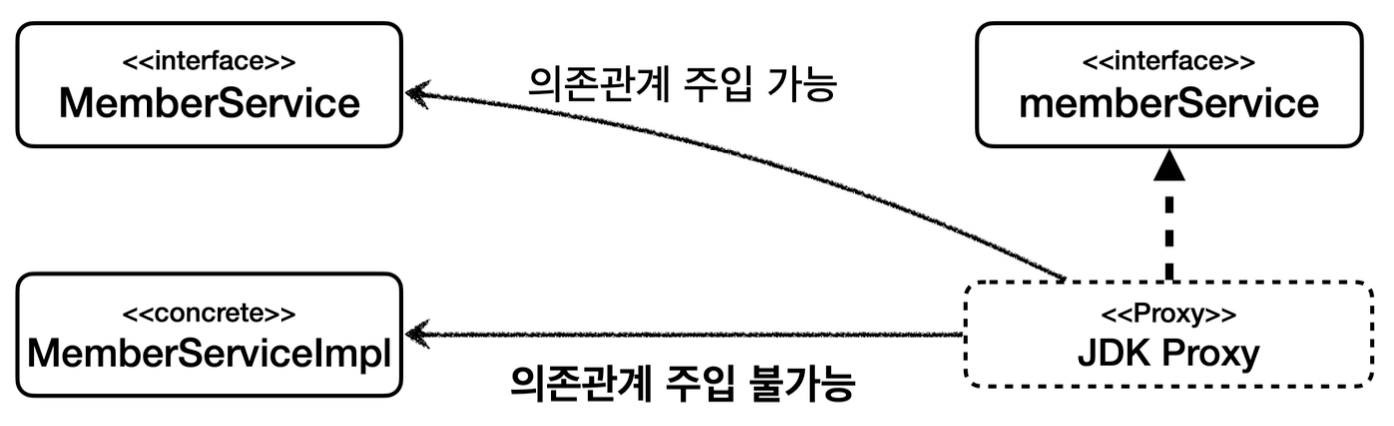 <<interface>>
MemberService
의존관계 주입 가능
<<interface>>
memberService
<<concrete>>
MemberServiceImpl
의존관계 주입 불가능
<<Proxy>>
JDK Proxy